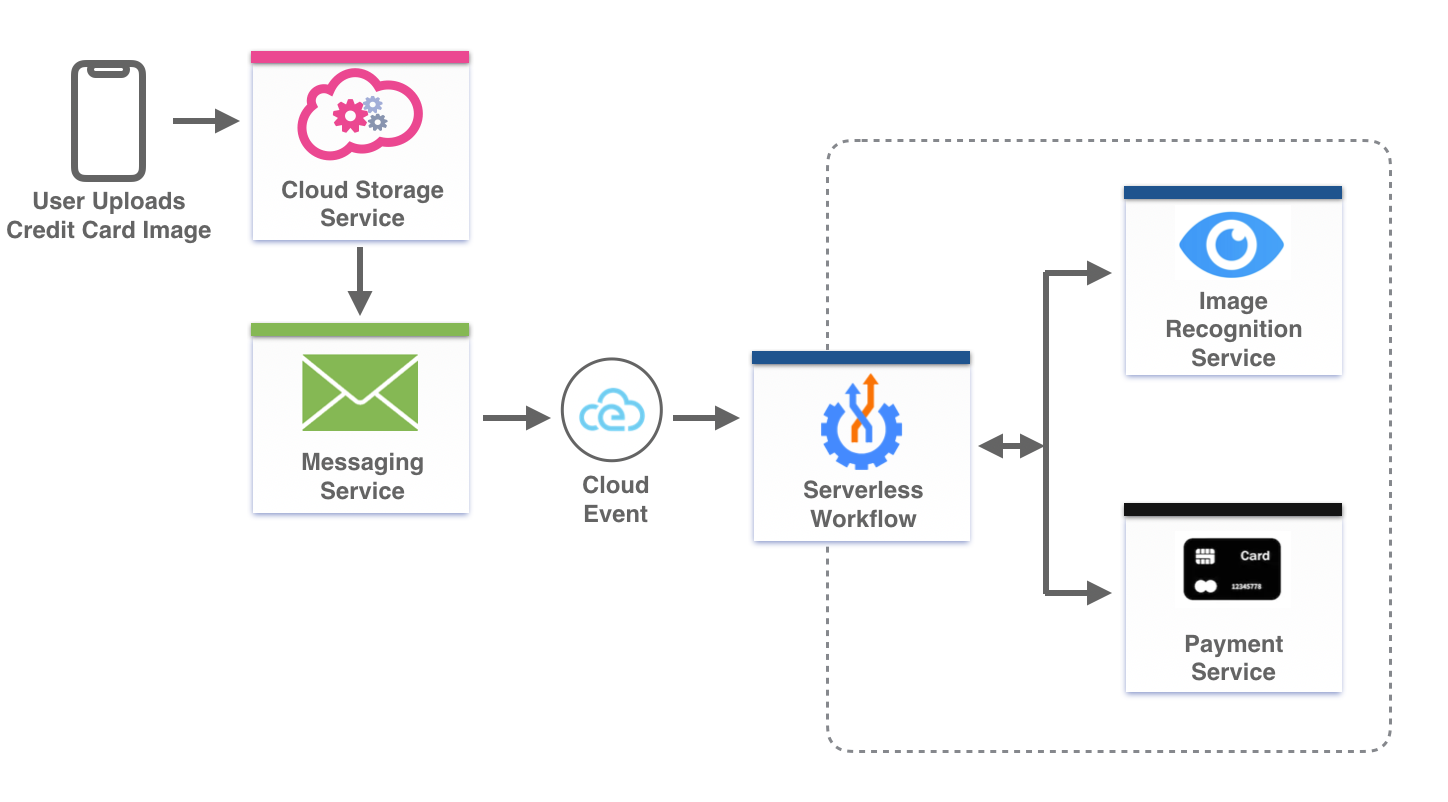 User Uploads
Credit Card Image
Cloud Storage
Service
Messaging
Service
Cloud
Event
Serverless
Workflow
Image
Recognition
Service
Card
12345778
Payment
Service